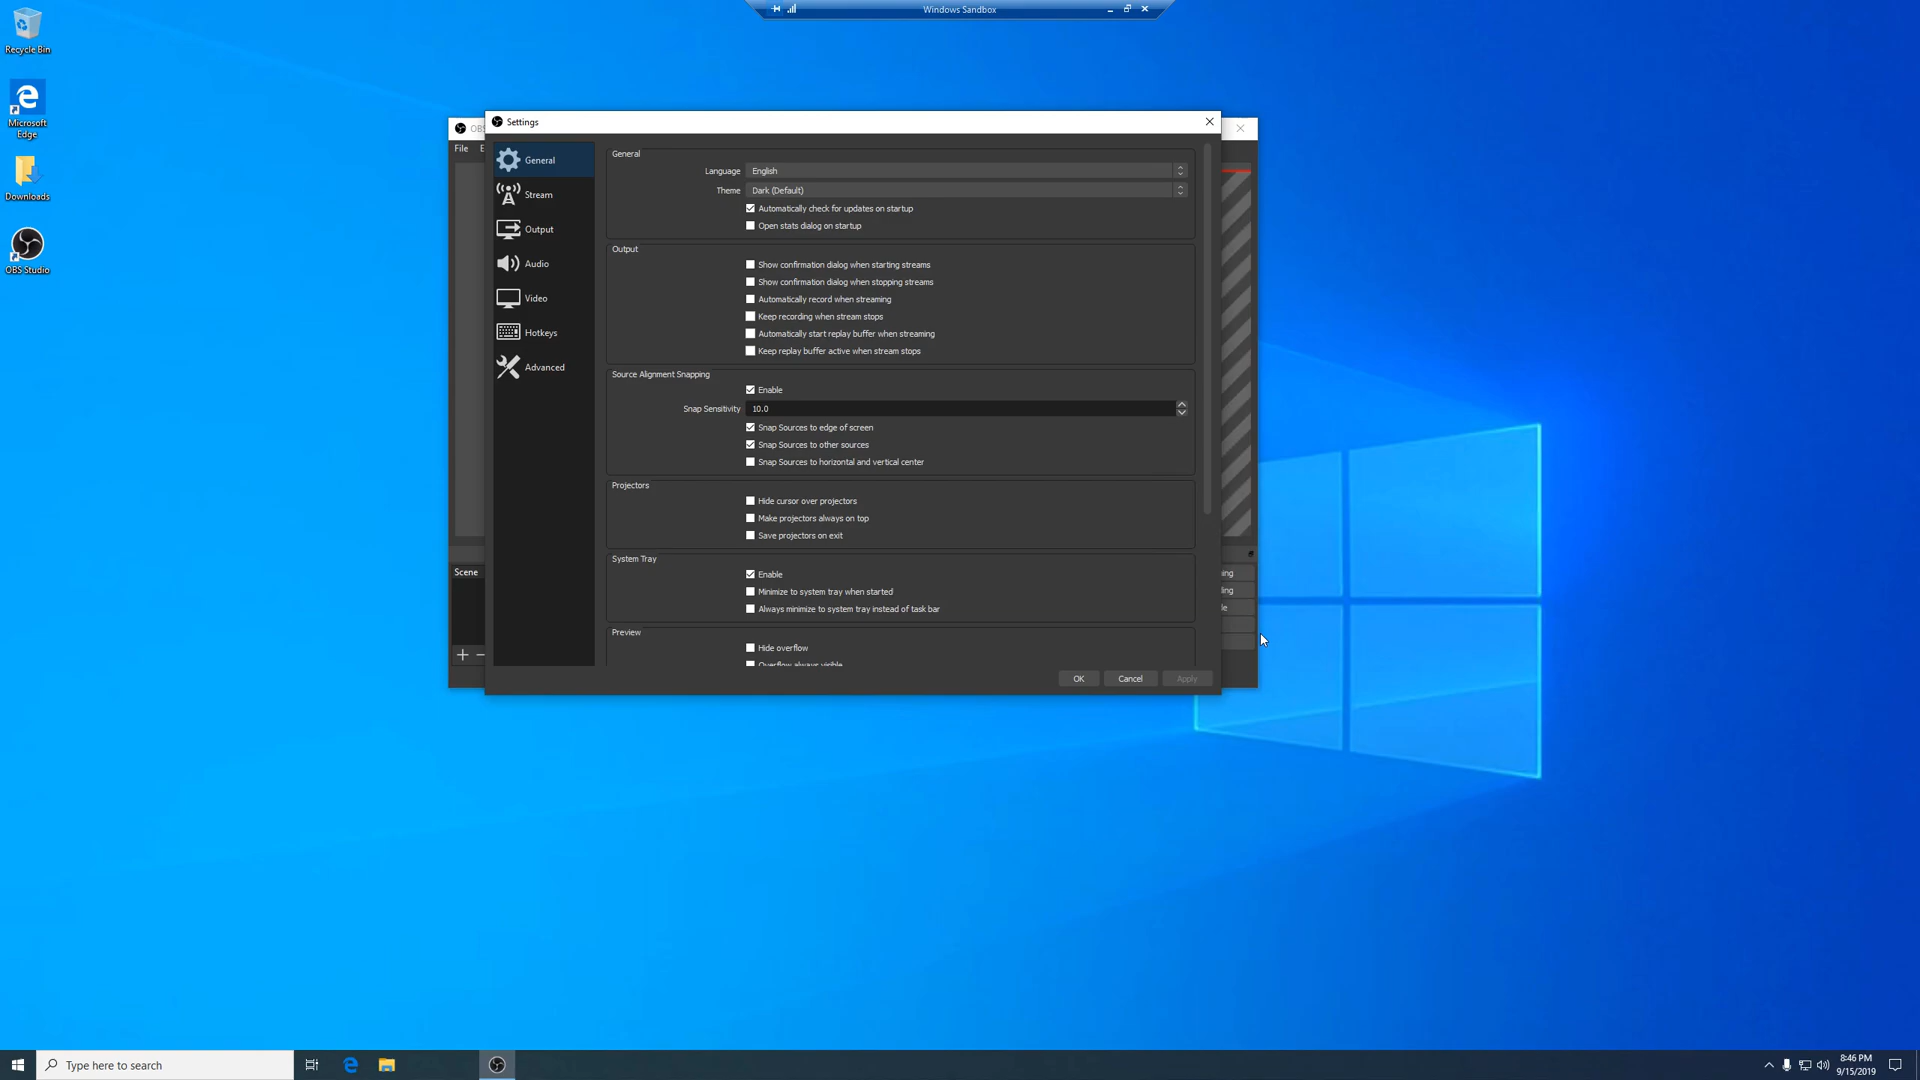 Windows Sandbox
Recycle Bin
Microsoft
Edge
Downloads
OBS Studio
OBS
File
Settings
General
Stream
Output
Audio
Video
Hotkeys
Advanced
General
Language English
Theme Dark (Default)
Automatically check for updates on startup
Open stats dialog on startup
Output
Show confirmation dialog when starting streams
Show confirmation dialog when stopping streams
Automatically record when streaming
Keep recording when stream stops
Automatically start replay buffer when streaming
Keep replay buffer active when stream stops
Source Alignment Snapping
Enable
Snap Sensitivity 10.0
Snap Sources to edge of screen
Snap Sources to other sources
Snap Sources to horizontal and vertical center
Projectors
Hide cursor over projectors
Make projectors always on top
Save projectors on exit
System Tray
Enable
Minimize to system tray when started
Always minimize to system tray instead of task bar
Preview
Hide overflow
Overflow always visible
OK Cancel Apply
Scene
Type here to search
8:46 PM
9/15/2019